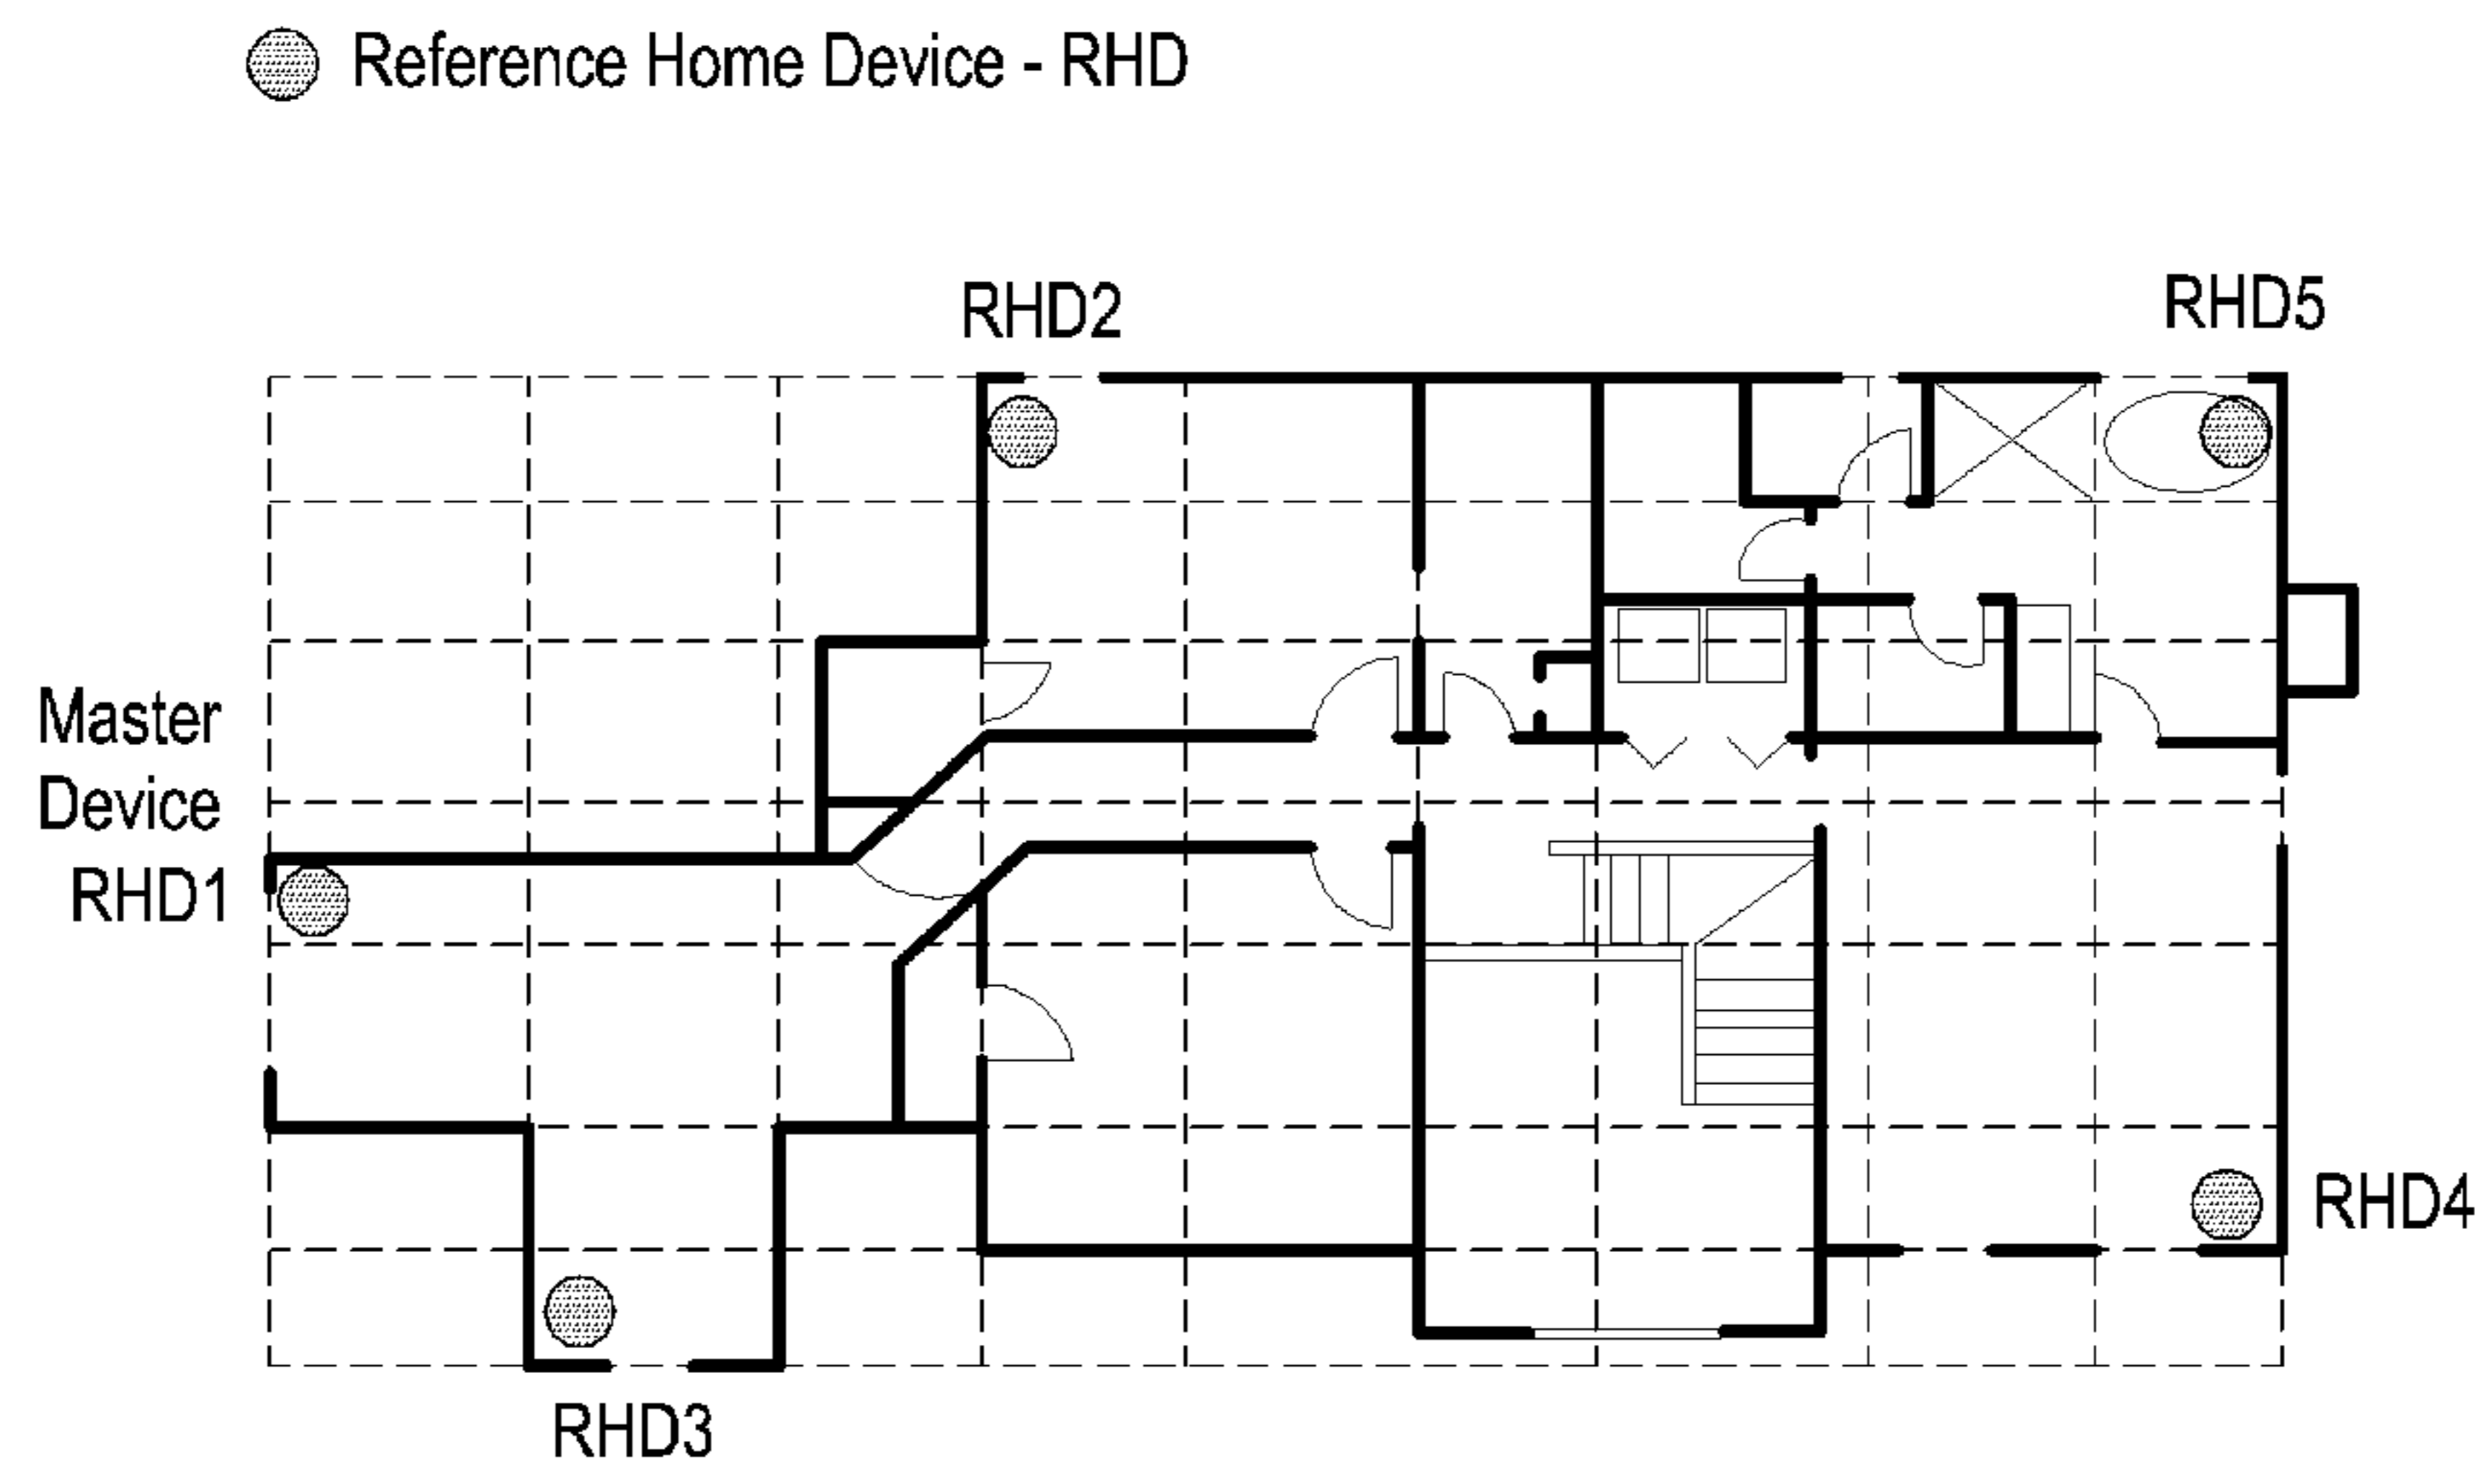 Reference Home Device - RHD
RHD2
RHD5
Master
Device
RHD1
RHD4
RHD3